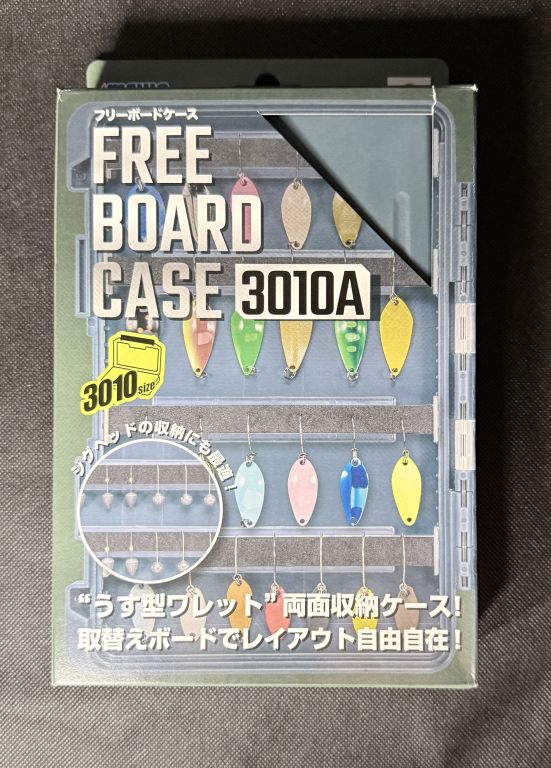 フリーボードケース
FREE
BOARD
CASE 3010A
3010size
ジグヘッドの収納にも最適！
“うす型ワレット”両面収納ケース！
取替えボードでレイアウト自由自在！